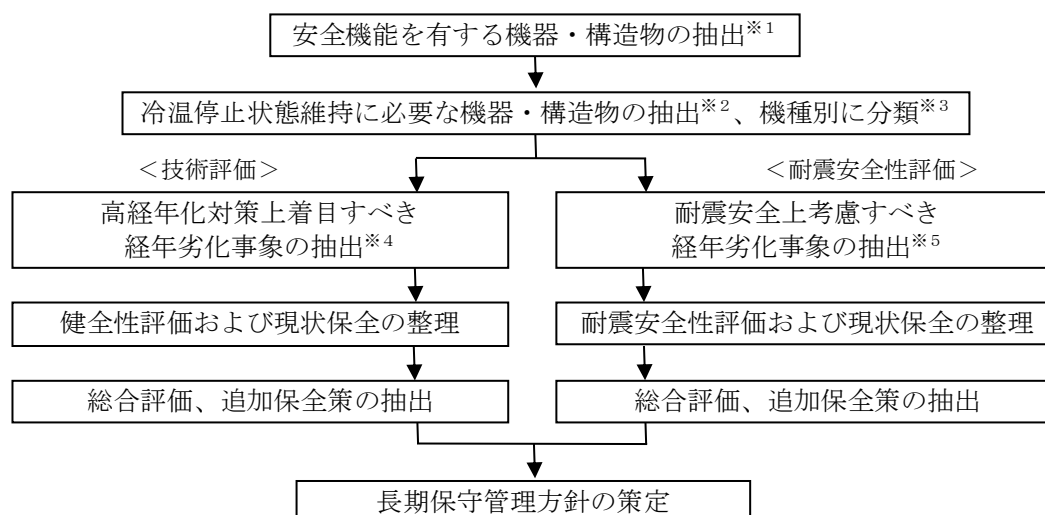 安全機能を有する機器・構造物の抽出※1
冷温停止状態維持に必要な機器・構造物の抽出※2、機種別に分類※3
＜技術評価＞
＜耐震安全性評価＞
高経年化対策上着目すべき
経年劣化事象の抽出※4
耐震安全上考慮すべき
経年劣化事象の抽出※5
健全性評価および現状保全の整理
耐震安全性評価および現状保全の整理
総合評価、追加保全策の抽出
総合評価、追加保全策の抽出
長期保守管理方針の策定